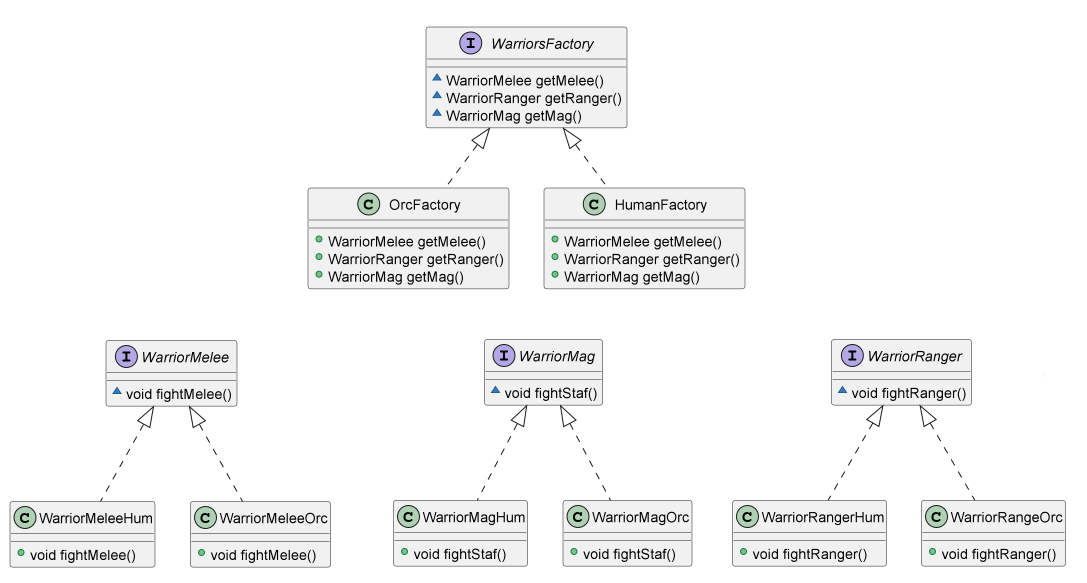 I WarriorsFactory
WarriorMelee getMelee()
WarriorRanger getRanger()
WarriorMag getMag()
C OrcFactory
WarriorMelee getMelee()
WarriorRanger getRanger()
WarriorMag getMag()
C HumanFactory
WarriorMelee getMelee()
WarriorRanger getRanger()
WarriorMag getMag()
I WarriorMelee
void fightMelee()
I WarriorMag
void fightStaf()
I WarriorRanger
void fightRanger()
C WarriorMeleeHum
void fightMelee()
C WarriorMeleeOrc
void fightMelee()
C WarriorMagHum
void fightStaf()
C WarriorMagOrc
void fightStaf()
C WarriorRangerHum
void fightRanger()
C WarriorRangeOrc
void fightRanger()